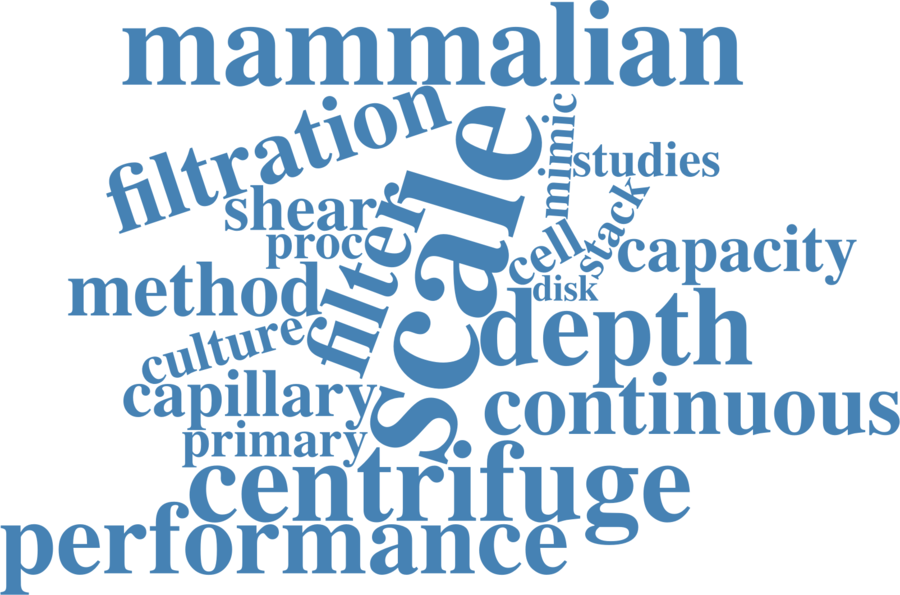 mammalian
filtration
scale
mimic
studies
shear
filter
stack
proc
cell
capacity
method
disk
depth
culture
capillary
continuous
primary
centrifuge
performance